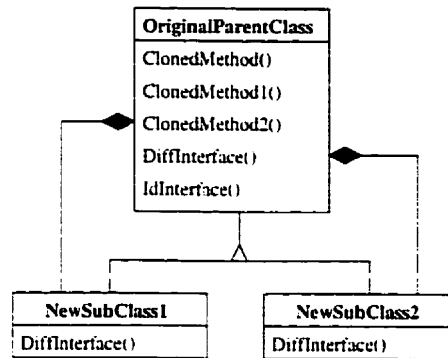 OriginalParentClass
ClonedMethod()
ClonedMethod1()
ClonedMethod2()
DiffInterface()
IdInterface()
NewSubClass1
DiffInterface()
NewSubClass2
DiffInterface()